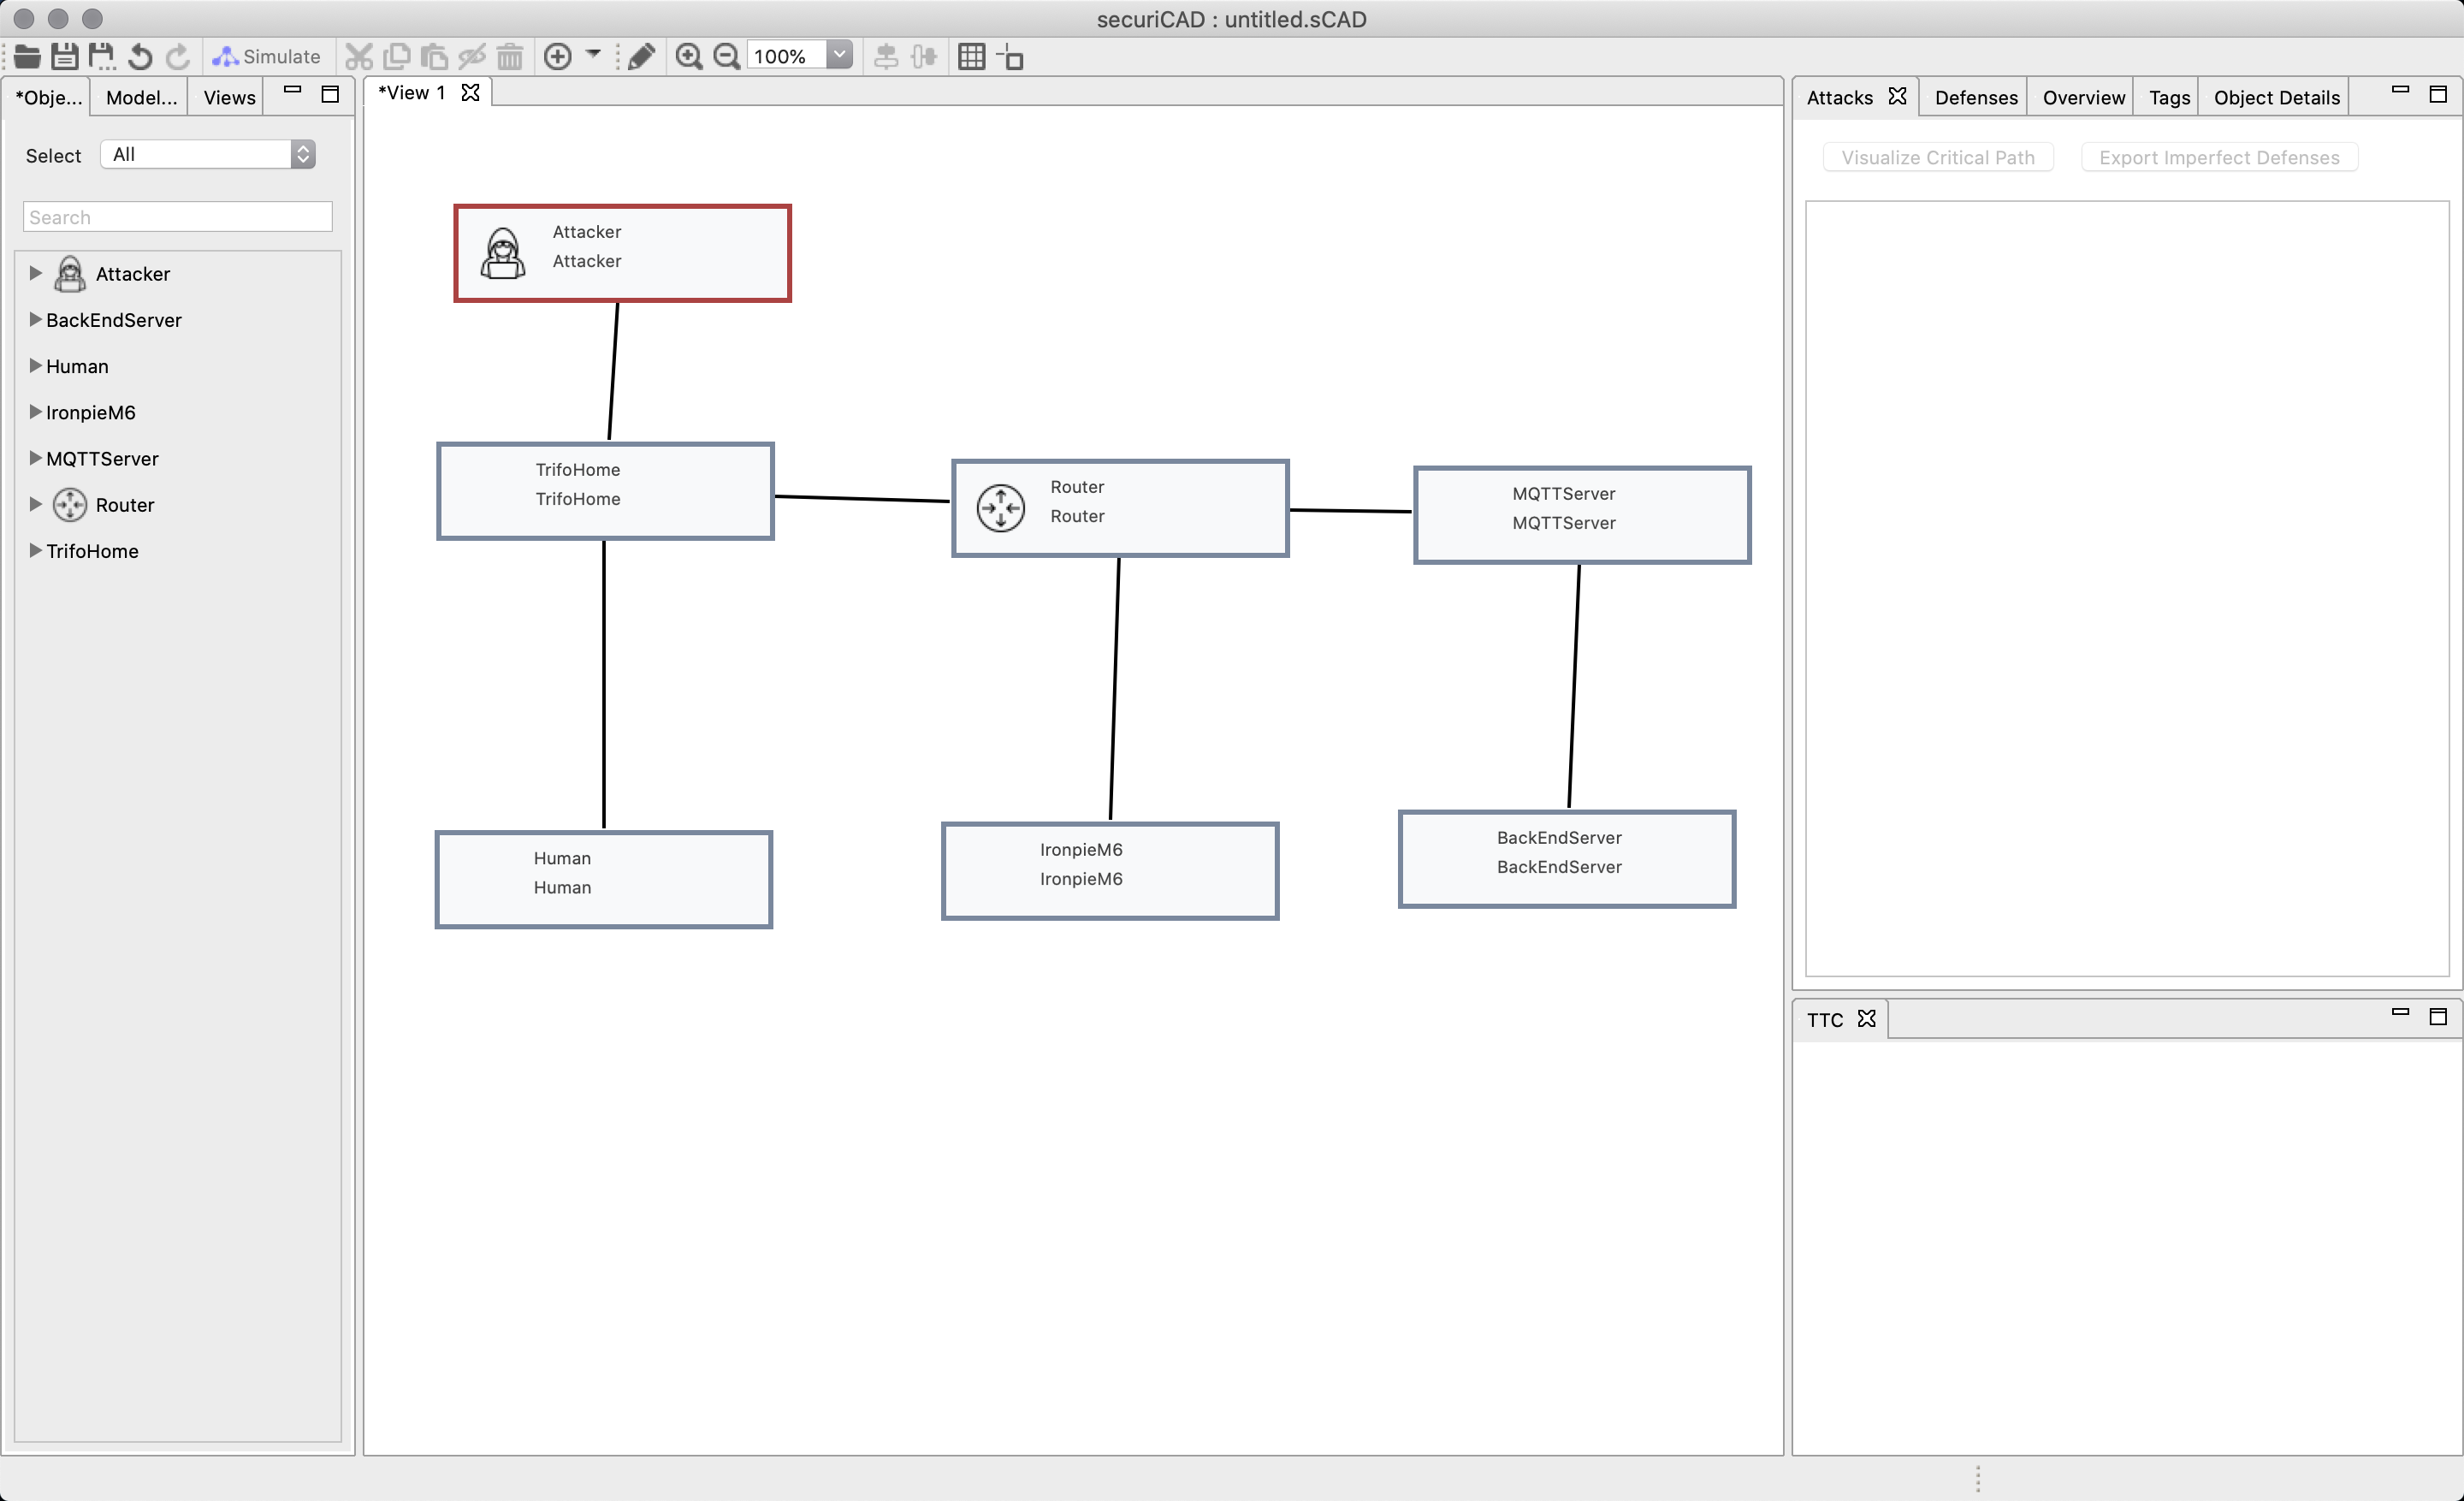 securiCAD : untitled.sCAD
Simulate
100%
*Obje...
Model...
Views
*View 1
Attacks
Defenses
Overview
Tags
Object Details
Select
All
Visualize Critical Path
Export Imperfect Defenses
Search
Attacker
BackEndServer
Human
IronpieM6
MQTTServer
Router
TrifoHome
Attacker
Attacker
TrifoHome
TrifoHome
Router
Router
MQTTServer
MQTTServer
Human
Human
IronpieM6
IronpieM6
BackEndServer
BackEndServer
TTC